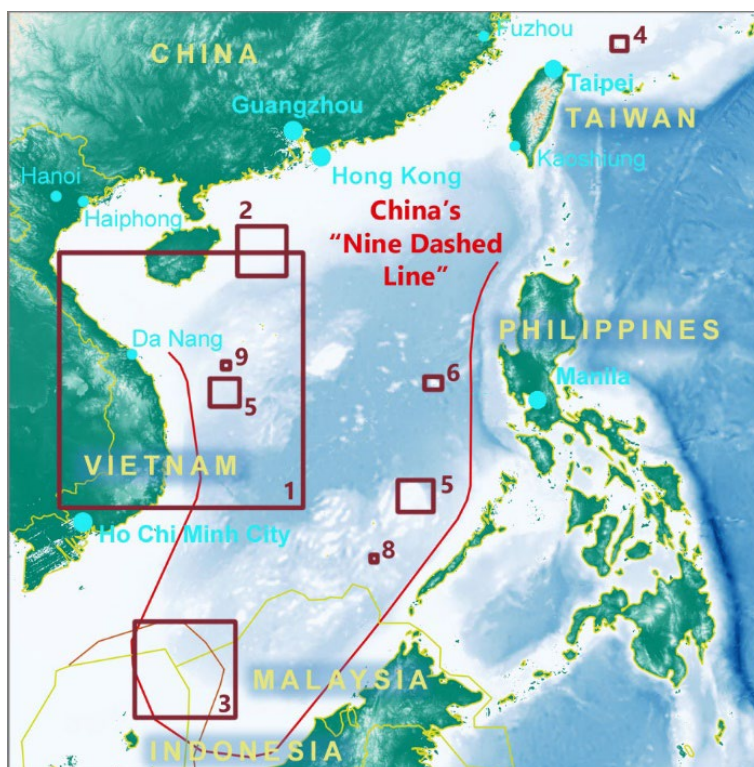 CHINA
Fuzhou
4
Taipei
TAIWAN
Guangzhou
Kaoshiung
Hong Kong
Hanoi
Haiphong
2
China's
"Nine Dashed
Line"
PHILIPPINES
Da Nang
9
6
5
Manila
VIETNAM
1
5
Ho Chi Minh City
8
MALAYSIA
3
INDONESIA